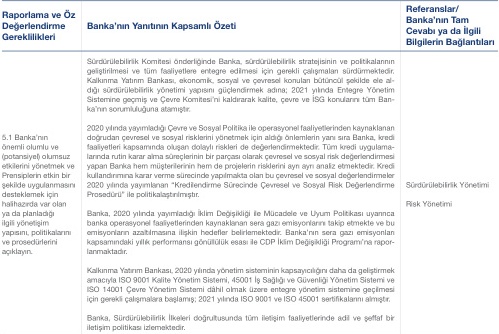 Raporlama ve Öz
Değerlendirme
Gereklilikleri
Banka'nın Yanıtının Kapsamlı Özeti
Referanslar/
Banka'nın Tam
Cevabı ya da İlgili
Bilgilerin Bağlantıları
5.1 Banka'nın
önemli olumlu ve
(potansiyel) olumsuz
etkilerini yönetmek ve
Prensiplerin etkin bir
şekilde uygulanmasını
desteklemek için
halihazırda var olan
ya da planladığı
ilgili yönetişim
yapısını, politikalarını
ve prosedürlerini
açıklayın.
Sürdürülebilirlik Komitesi önderliğinde Banka, sürdürülebilirlik stratejisinin ve politikalarının
geliştirilmesi ve tüm faaliyetlere entegre edilmesi için gerekli çalışmaları sürdürmektedir.
Kalkınma Yatırım Bankası, ekonomik, sosyal ve çevresel konuları bütüncül şekilde ele al-
dığı sürdürülebilirlik yönetimi yapısını güçlendirmek adına; 2021 yılında Entegre Yönetim
Sistemine geçmiş ve Çevre Komitesi'ni kaldırarak kalite, çevre ve İSG konularını tüm Ban-
ka'nın sorumluluğuna atamıştır.
2020 yılında yayımladığı Çevre ve Sosyal Politika ile operasyonel faaliyetlerinden kaynaklanan
doğrudan çevresel ve sosyal risklerini yönetmek için aldığı önlemlerin yanı sıra Banka, kredi
faaliyetleri kapsamında oluşan dolaylı riskleri de değerlendirmektedir. Tüm kredi uygulama-
larında rutin karar alma süreçlerinin bir parçası olarak çevresel ve sosyal risk değerlendirmesi
yapan Banka hem müşterilerinin hem de projelerin risklerini ayrı ayrı analiz etmektedir. Kredi
kullandırımına karar verme sürecinde yapılmakta olan bu çevresel ve sosyal değerlendirmeler
2020 yılında yayımlanan "Kredilendirme Sürecinde Çevresel ve Sosyal Risk Değerlendirme
Prosedürü" ile politikalaştırılmıştır.
Banka, 2020 yılında yayımladığı İklim Değişikliği ile Mücadele ve Uyum Politikası uyarınca
banka operasyonel faaliyetlerinden kaynaklanan sera gazı emisyonlarını takip etmekte ve bu
emisyonların azaltılmasına ilişkin hedefler belirlemektedir. Banka'nın sera gazı emisyonları
kapsamındaki yıllık performansı gönüllülük esası ile CDP İklim Değişikliği Programı'na rapor-
lanmaktadır.
Kalkınma Yatırım Bankası, 2020 yılında yönetim sisteminin kapsayıcılığını daha da geliştirmek
amacıyla ISO 9001 Kalite Yönetim Sistemi, 45001 İş Sağlığı ve Güvenliği Yönetim Sistemi ve
ISO 14001 Çevre Yönetim Sistemi dâhil olmak üzere entegre yönetim sistemine geçilmesi
için gerekli çalışmalara başlamış; 2021 yılında ISO 9001 ve ISO 45001 sertifikalarını almıştır.
Banka, Sürdürülebilirlik İlkeleri doğrultusunda tüm iletişim faaliyetlerinde adil ve şeffaf bir
iletişim politikası izlemektedir.
Sürdürülebilirlik Yönetimi
Risk Yönetimi